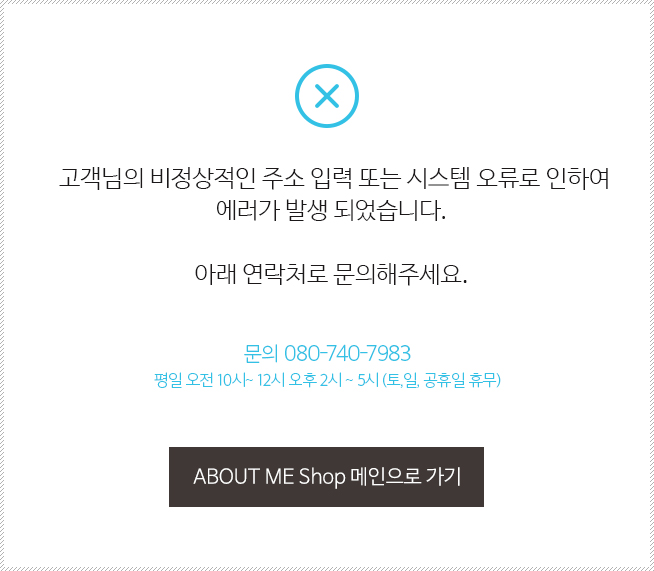 고객님의 비정상적인 주소 입력 또는 시스템 오류로 인하여
에러가 발생 되었습니다.
아래 연락처로 문의해주세요.
문의 080-740-7983
평일 오전 10시~ 12시 오후 2시 ~ 5시 (토,일, 공휴일 휴무)
ABOUT ME Shop 메인으로 가기